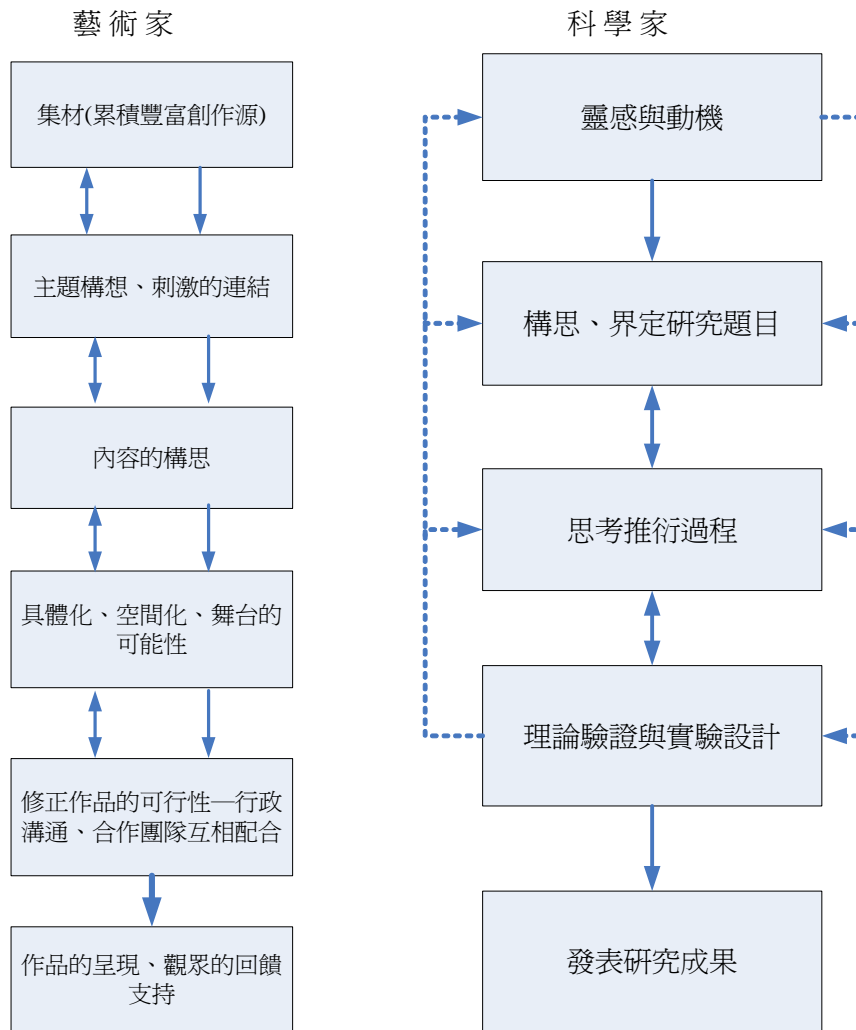 藝術家
集材(累積豐富創作源)
主題構想、刺激的連結
內容的構思
具體化、空間化、舞台的
可能性
修正作品的可行性—行政
溝通、合作團隊互相配合
作品的呈現、觀眾的回饋
支持
科學家
靈感與動機
構思、界定研究題目
思考推衍過程
理論驗證與實驗設計
發表研究成果